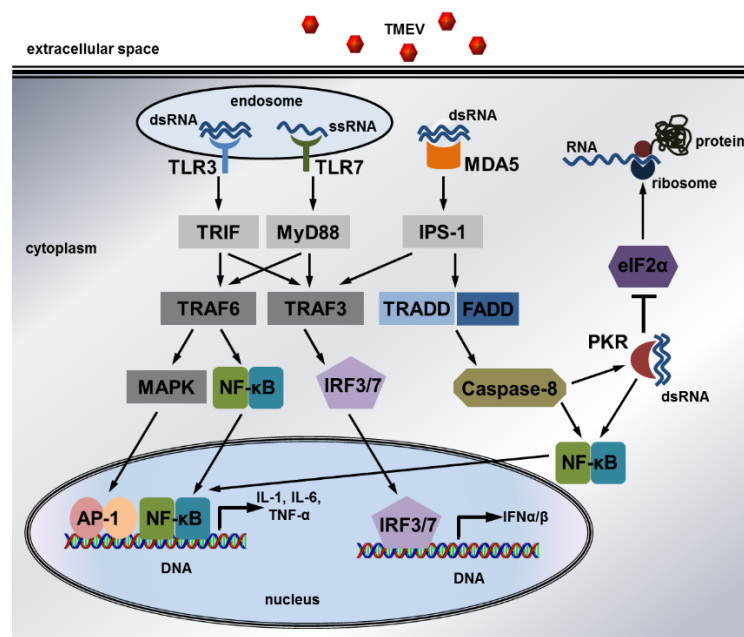 TMEV
extracellular space
endosome
dsRNA
ssRNA
dsRNA
TLR3
TLR7
MDA5
RNA
protein
ribosome
cytoplasm
TRIF
MyD88
IPS-1
eIF2α
TRAF6
TRAF3
TRADD
FADD
PKR
dsRNA
MAPK
NF-κB
IRF3/7
Caspase-8
NF-κB
AP-1
NF-κB
IL-1, IL-6,
TNF-α
IRF3/7
IFNα/β
DNA
DNA
nucleus